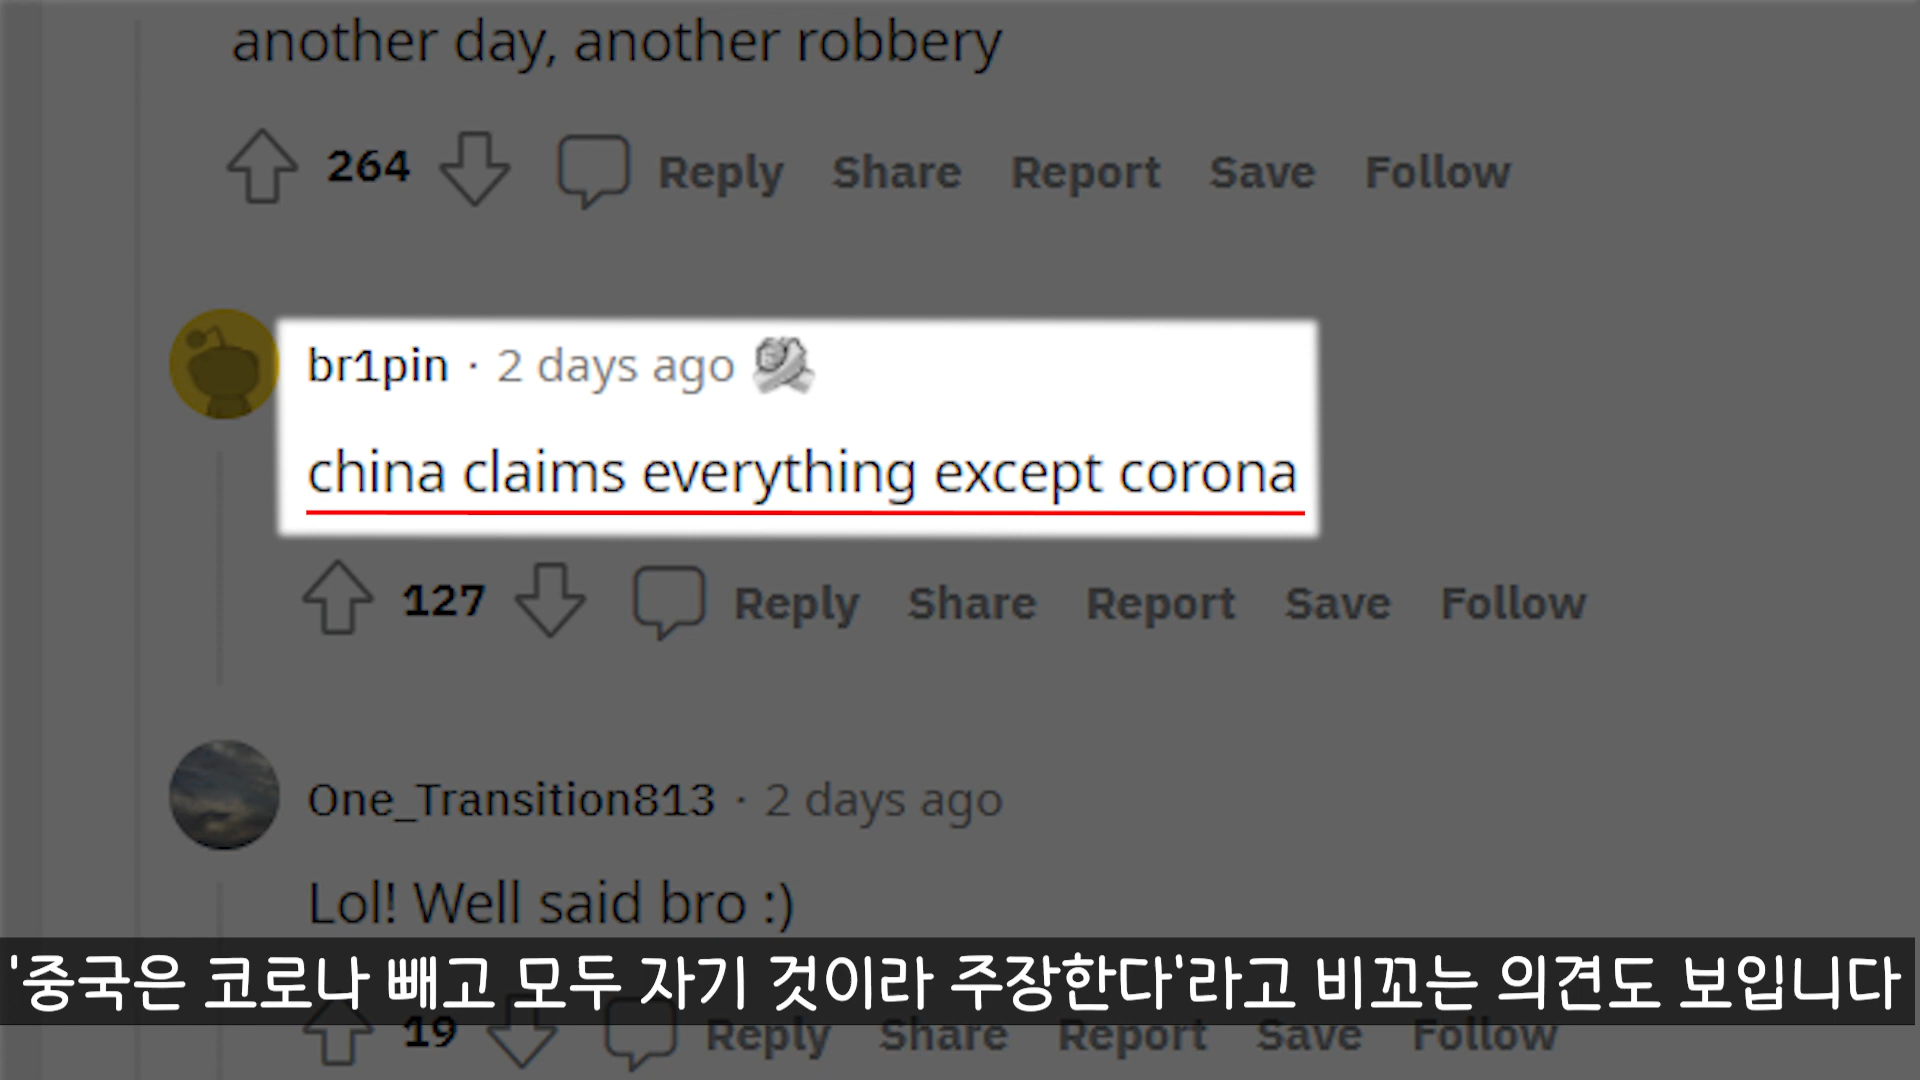 another day, another robbery
264 Reply Share Report Save Follow
br1pin · 2 days ago
china claims everything except corona
127 Reply Share Report Save Follow
One_Transition813 · 2 days ago
Lol! Well said bro :)
'중국은 코로나 빼고 모두 자기 것이라 주장한다'라고 비꼬는 의견도 보입니다
19 Reply Share Report Save Follow